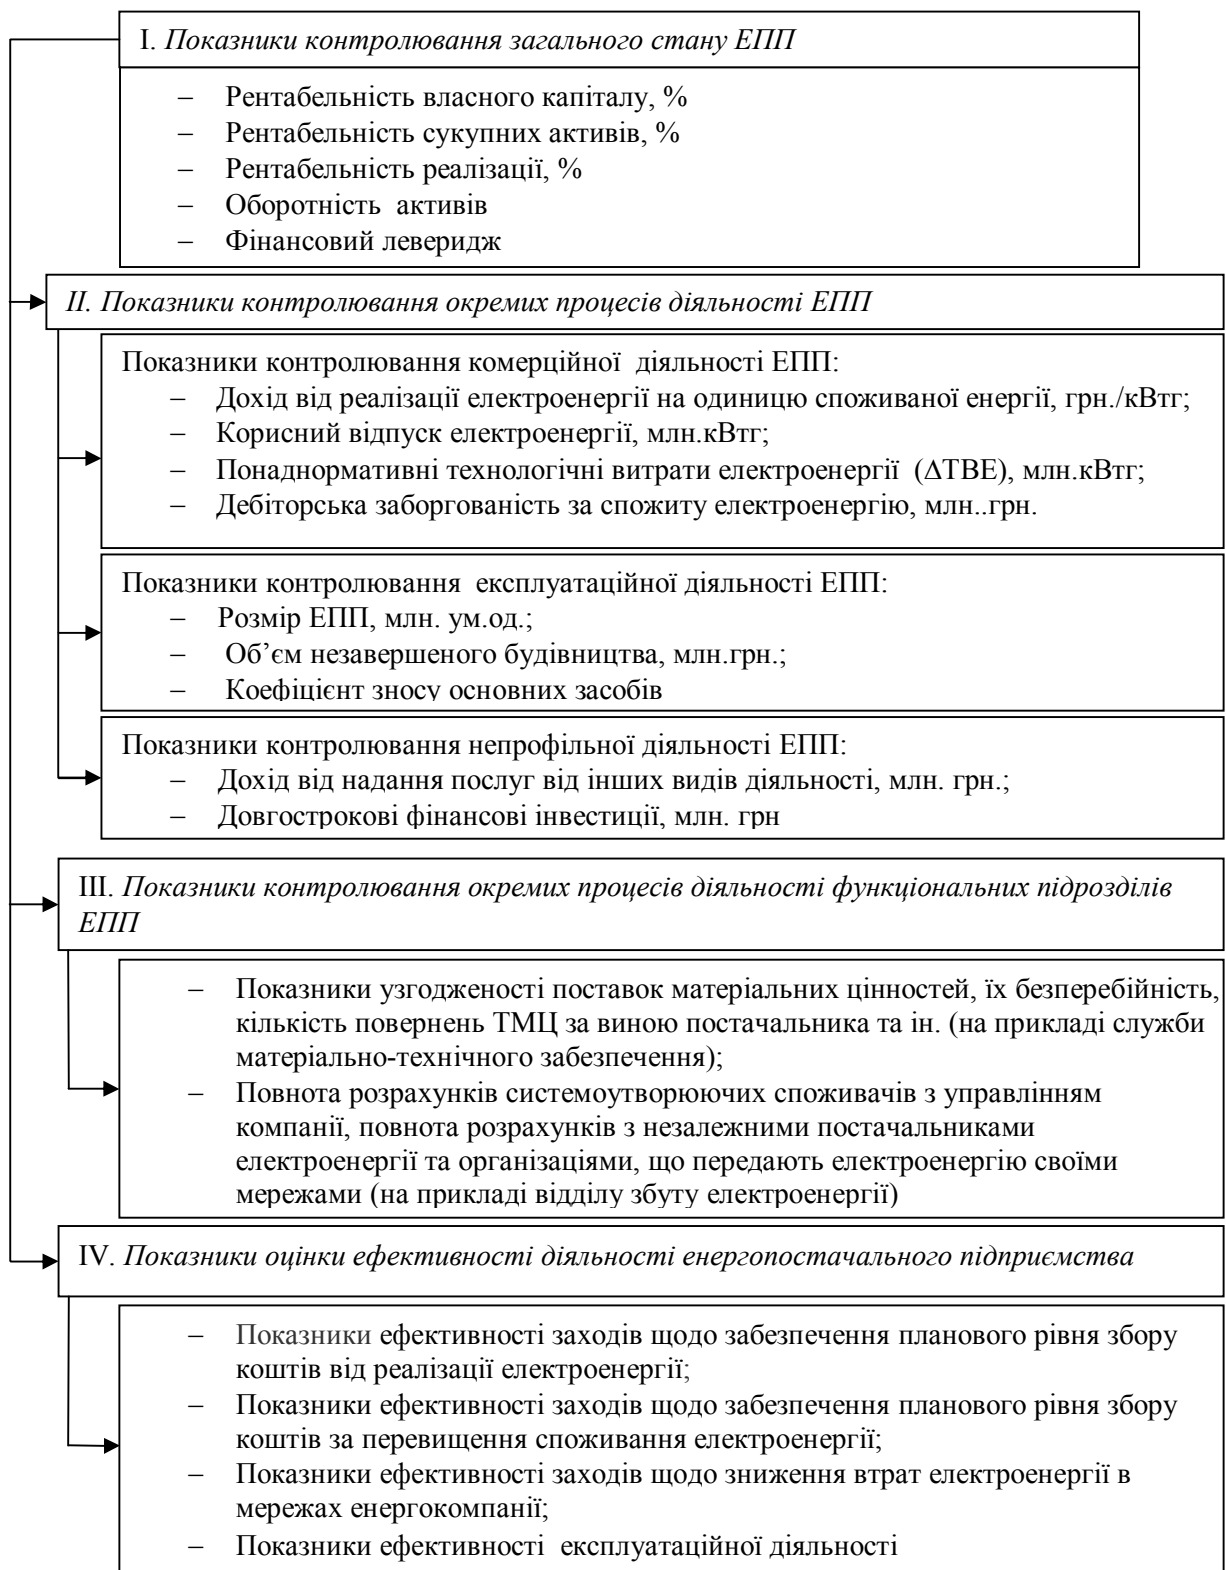 I. Показники контролювання загального стану ЕПП
– Рентабельність власного капіталу, %
– Рентабельність сукупних активів, %
– Рентабельність реалізації, %
– Оборотність активів
– Фінансовий леверидж
II. Показники контролювання окремих процесів діяльності ЕПП
Показники контролювання комерційної діяльності ЕПП:
– Дохід від реалізації електроенергії на одиницю споживаної енергії, грн./кВтг;
– Корисний відпуск електроенергії, млн.кВтг;
– Понаднормативні технологічні витрати електроенергії (ΔТВЕ), млн.кВтг;
– Дебіторська заборгованість за спожиту електроенергію, млн..грн.
Показники контролювання експлуатаційної діяльності ЕПП:
– Розмір ЕПП, млн. ум.од.;
– Об’єм незавершеного будівництва, млн.грн.;
– Коефіцієнт зносу основних засобів
Показники контролювання непрофільної діяльності ЕПП:
– Дохід від надання послуг від інших видів діяльності, млн. грн.;
– Довгострокові фінансові інвестиції, млн. грн
III. Показники контролювання окремих процесів діяльності функціональних підрозділів
ЕПП
– Показники узгодженості поставок матеріальних цінностей, їх безперебійність,
кількість повернень ТМЦ за виною постачальника та ін. (на прикладі служби
матеріально-технічного забезпечення);
– Повнота розрахунків системоутворюючих споживачів з управлінням
компанії, повнота розрахунків з незалежними постачальниками
електроенергії та організаціями, що передають електроенергію своїми
мережами (на прикладі відділу збуту електроенергії)
IV. Показники оцінки ефективності діяльності енергопостачального підприємства
– Показники ефективності заходів щодо забезпечення планового рівня збору
коштів від реалізації електроенергії;
– Показники ефективності заходів щодо забезпечення планового рівня збору
коштів за перевищення споживання електроенергії;
– Показники ефективності заходів щодо зниження втрат електроенергії в
мережах енергокомпанії;
– Показники ефективності експлуатаційної діяльності